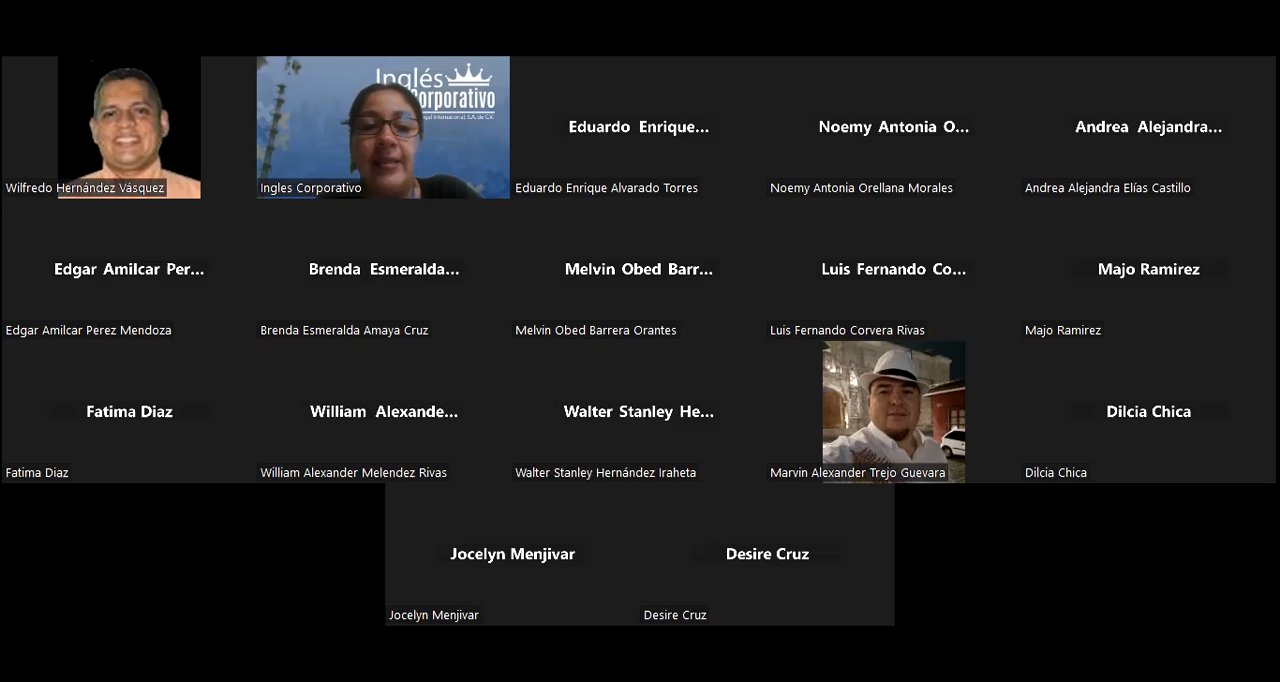 Inglés
Corporativo
Eduardo Enrique...
Noemy Antonia O...
Andrea Alejandra...
Wilfredo Hernández Vásquez
Ingles Corporativo
Eduardo Enrique Alvarado Torres
Noemy Antonia Orellana Morales
Andrea Alejandra Elías Castillo
Edgar Amilcar Per...
Brenda Esmeralda...
Melvin Obed Barr...
Luis Fernando Co...
Majo Ramirez
Edgar Amilcar Perez Mendoza
Brenda Esmeralda Amaya Cruz
Melvin Obed Barrera Orantes
Luis Fernando Corvera Rivas
Majo Ramirez
Fatima Diaz
William Alexande...
Walter Stanley He...
Dilcia Chica
Fatima Diaz
William Alexander Melendez Rivas
Walter Stanley Hernández Iraheta
Marvin Alexander Trejo Guevara
Dilcia Chica
Jocelyn Menjivar
Desire Cruz
Jocelyn Menjivar
Desire Cruz